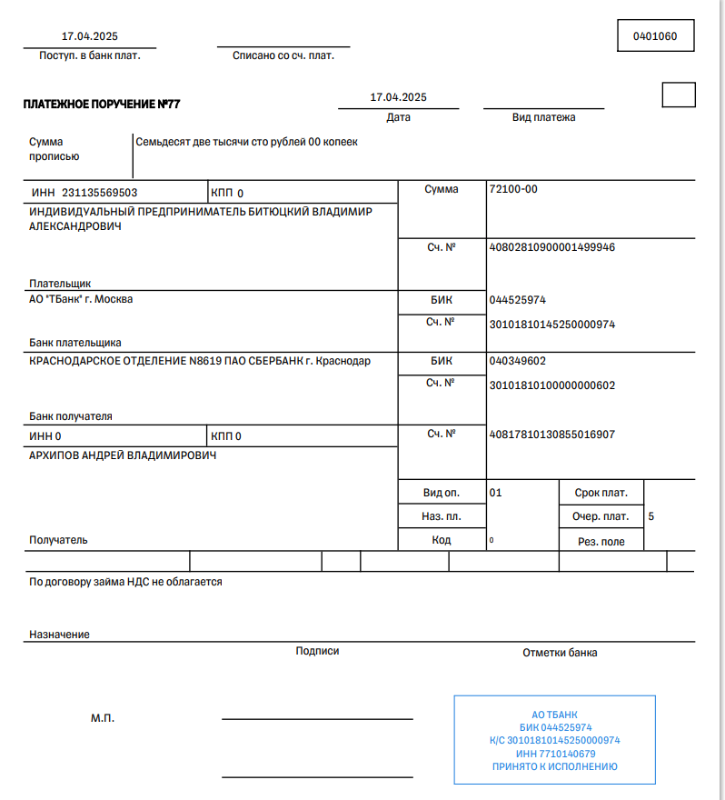 17.04.2025
Поступ. в банк плат.
Списано со сч. плат.
0401060
ПЛАТЕЖНОЕ ПОРУЧЕНИЕ №77
17.04.2025
Дата
Вид платежа
Сумма прописью
Семьдесят две тысячи сто рублей 00 копеек
ИНН 231135569503
КПП 0
Сумма
72100-00
ИНДИВИДУАЛЬНЫЙ ПРЕДПРИНИМАТЕЛЬ БИТЮЦКИЙ ВЛАДИМИР
АЛЕКСАНДРОВИЧ
Сч. №
40802810900001499946
Плательщик
АО "ТБанк" г. Москва
БИК
044525974
Сч. №
30101810145250000974
Банк плательщика
КРАСНОДАРСКОЕ ОТДЕЛЕНИЕ N8619 ПАО СБЕРБАНК г. Краснодар
БИК
040349602
Сч. №
30101810100000000602
Банк получателя
ИНН 0
КПП 0
Сч. №
40817810130855016907
АРХИПОВ АНДРЕЙ ВЛАДИМИРОВИЧ
Вид оп.
01
Срок плат.
Наз. пл.
Очер. плат.
5
Получатель
Код
0
Рез. поле
По договору займа НДС не облагается
Назначение
Подписи
Отметки банка
М.П.
АО ТБАНК
БИК 044525974
К/С 30101810145250000974
ИНН 7710140679
ПРИНЯТО К ИСПОЛНЕНИЮ